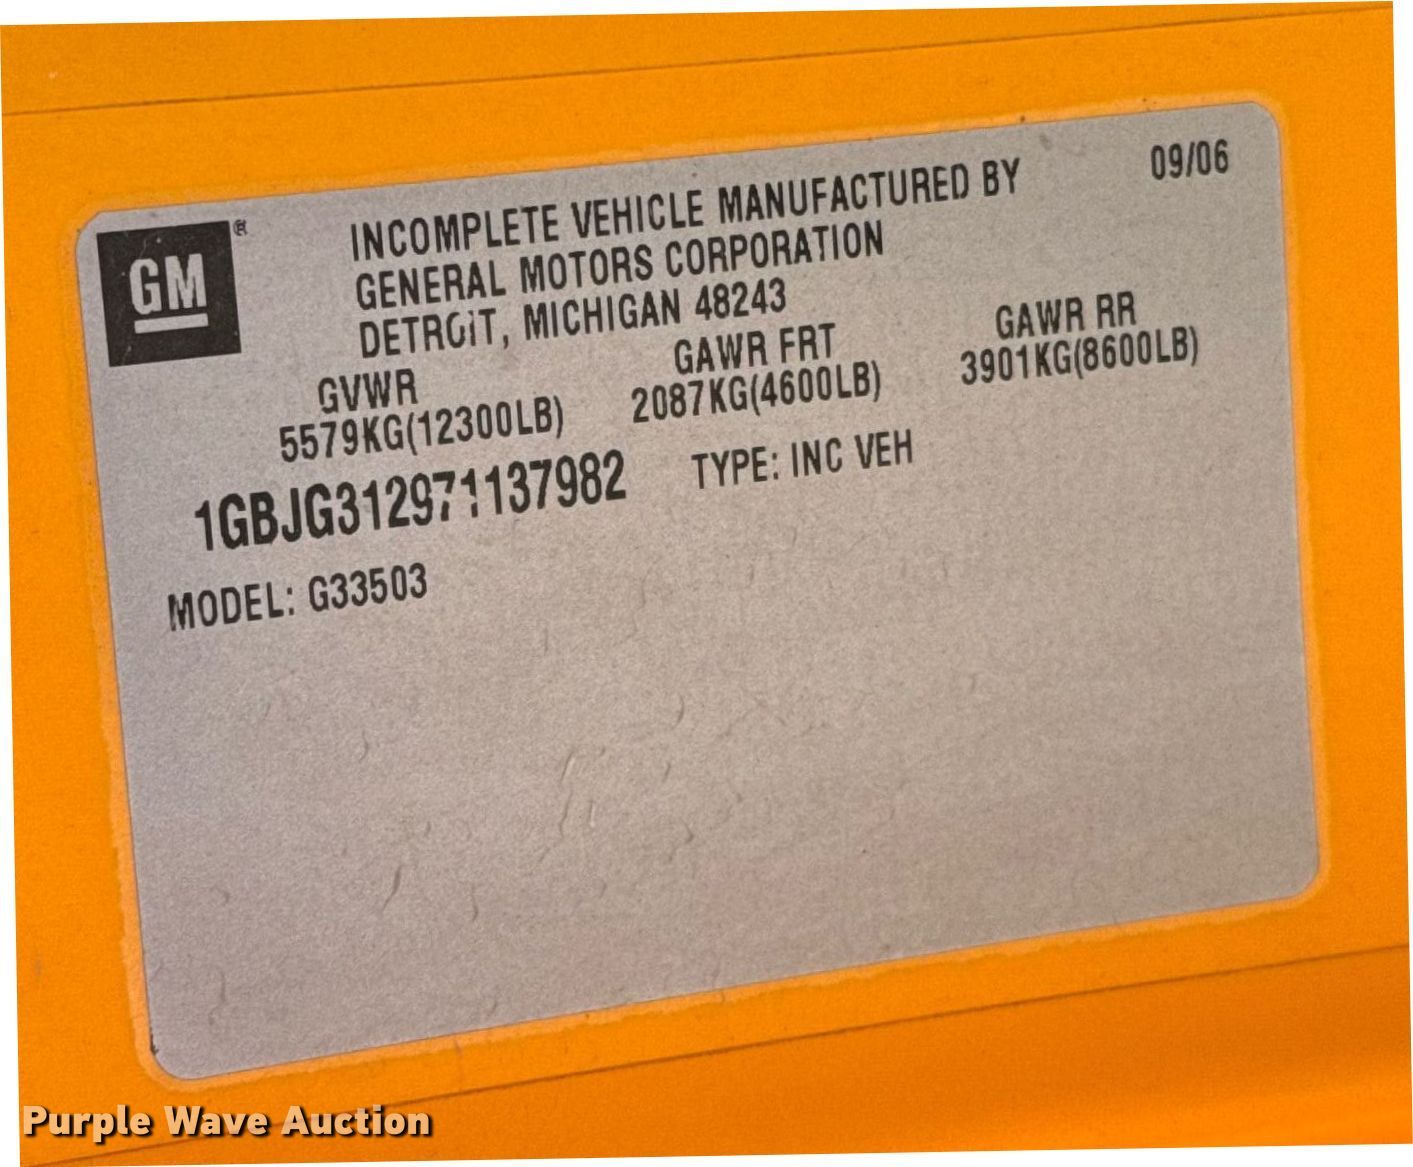 GM ®
INCOMPLETE VEHICLE MANUFACTURED BY
09/06
GENERAL MOTORS CORPORATION
DETROIT, MICHIGAN 48243
GVWR
GAWR FRT
GAWR RR
5579KG(12300LB)
2087KG(4600LB)
3901KG(8600LB)
1GBJG312971137982
TYPE: INC VEH
MODEL: G33503
Purple Wave Auction